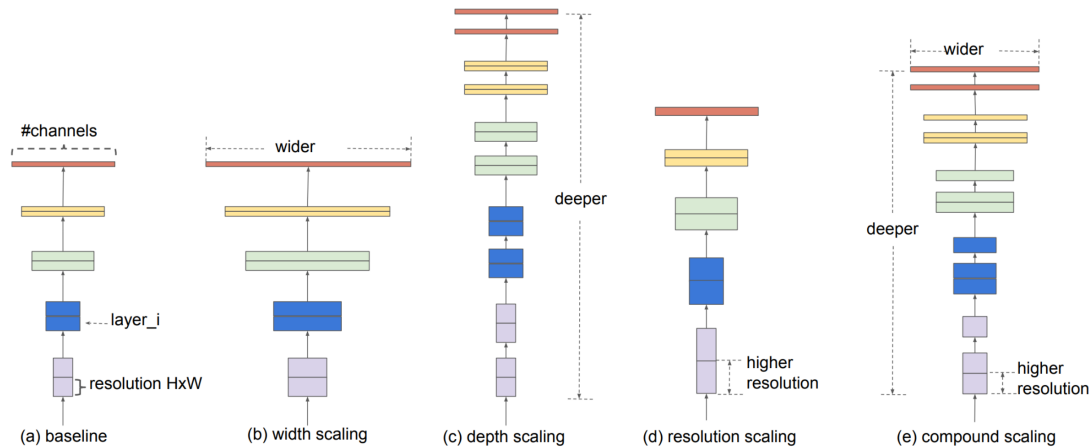 #channels
layer_i
resolution HxW
(a) baseline
wider
(b) width scaling
deeper
(c) depth scaling
higher
resolution
(d) resolution scaling
wider
deeper
higher
resolution
(e) compound scaling